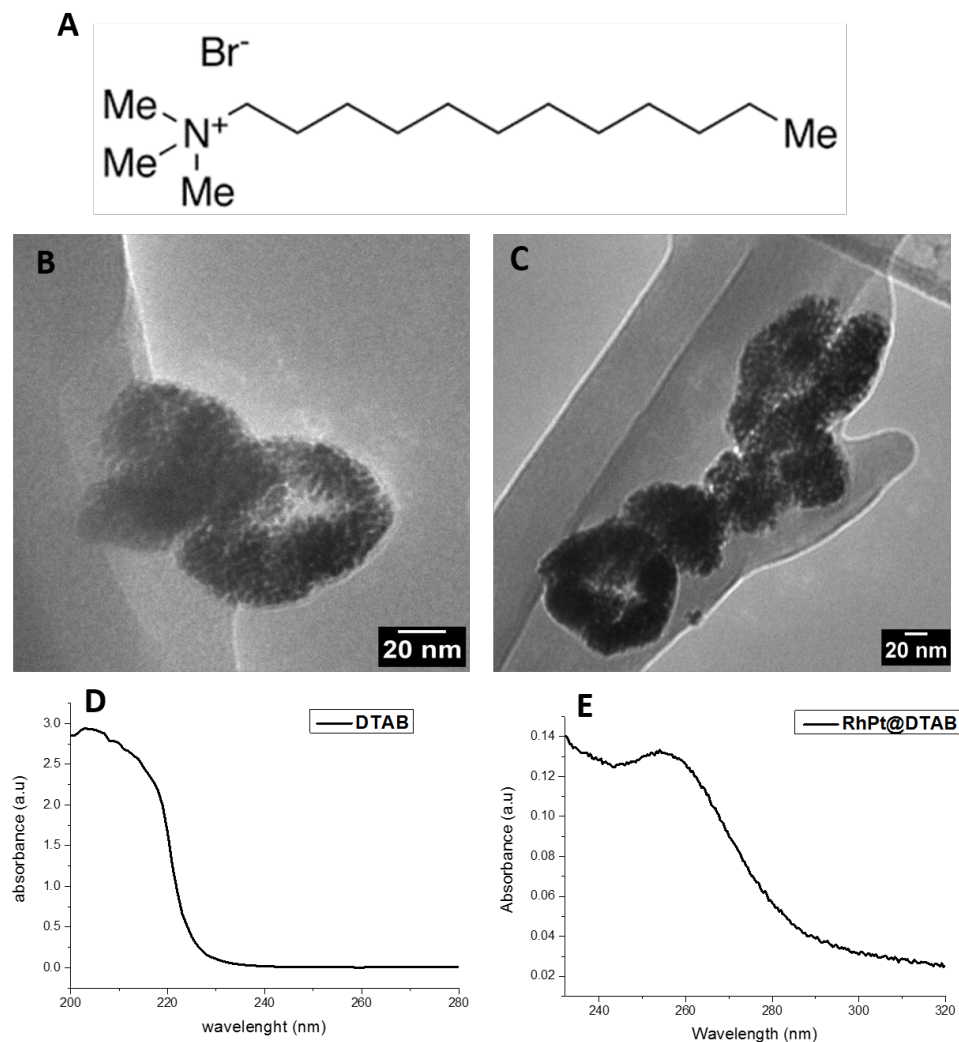 A
Br-
Me
N+
Me
Me
Me
B
20 nm
C
20 nm
D
DTAB
3.0
2.5
2.0
1.5
1.0
0.5
0.0
absorbance (a.u)
200 220 240 260 280
wavelenght (nm)
E
RhPt@DTAB
0.14
0.12
0.10
0.08
0.06
0.04
0.02
Absorbance (a.u)
240 260 280 300 320
Wavelength (nm)